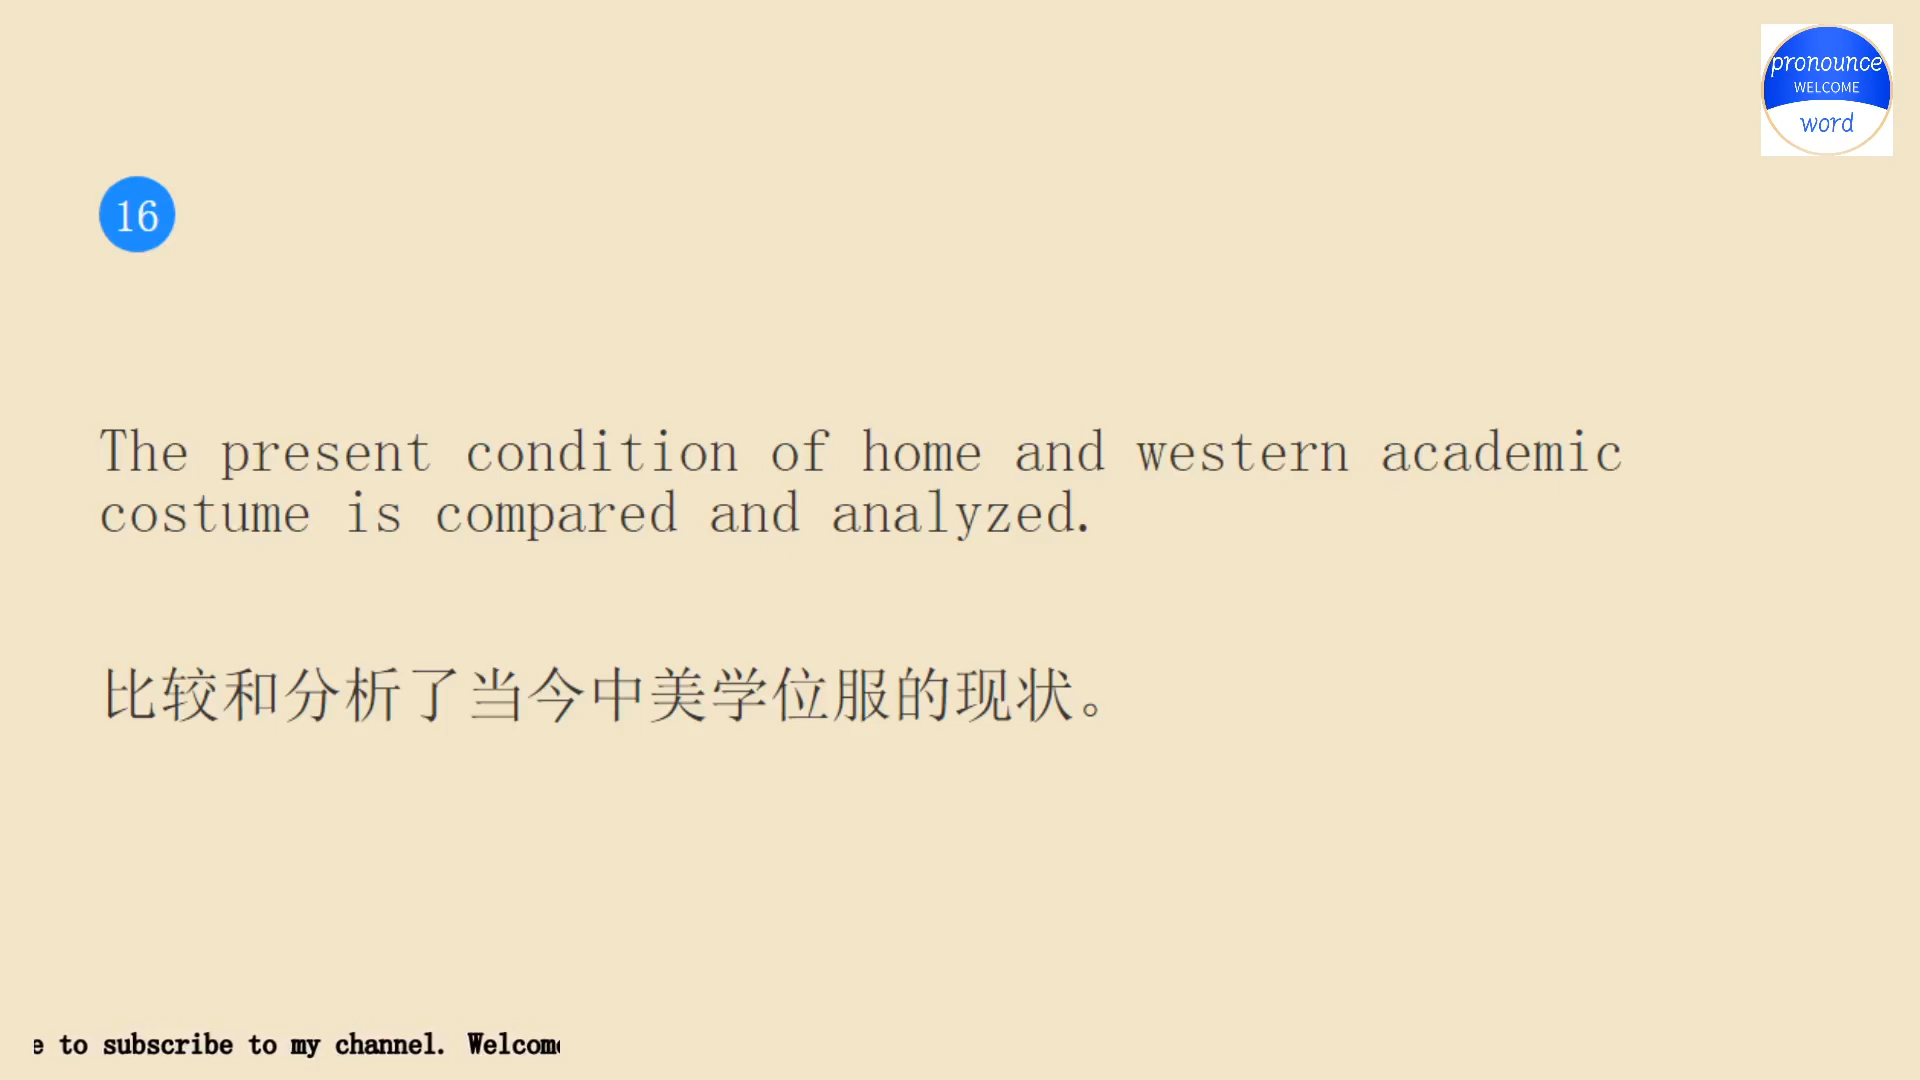 pronounce
WELCOME
word
16
The present condition of home and western academic
costume is compared and analyzed.
比较和分析了当今中美学位服的现状。
to subscribe to my channel. Welcome